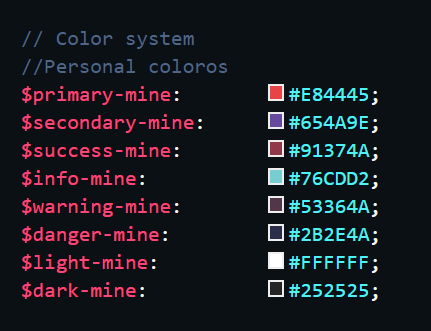 // Color system
//Personal coloros
$primary-mine: #E84445;
$secondary-mine: #654A9E;
$success-mine: #91374A;
$info-mine: #76CDD2;
$warning-mine: #53364A;
$danger-mine: #2B2E4A;
$light-mine: #FFFFFF;
$dark-mine: #252525;